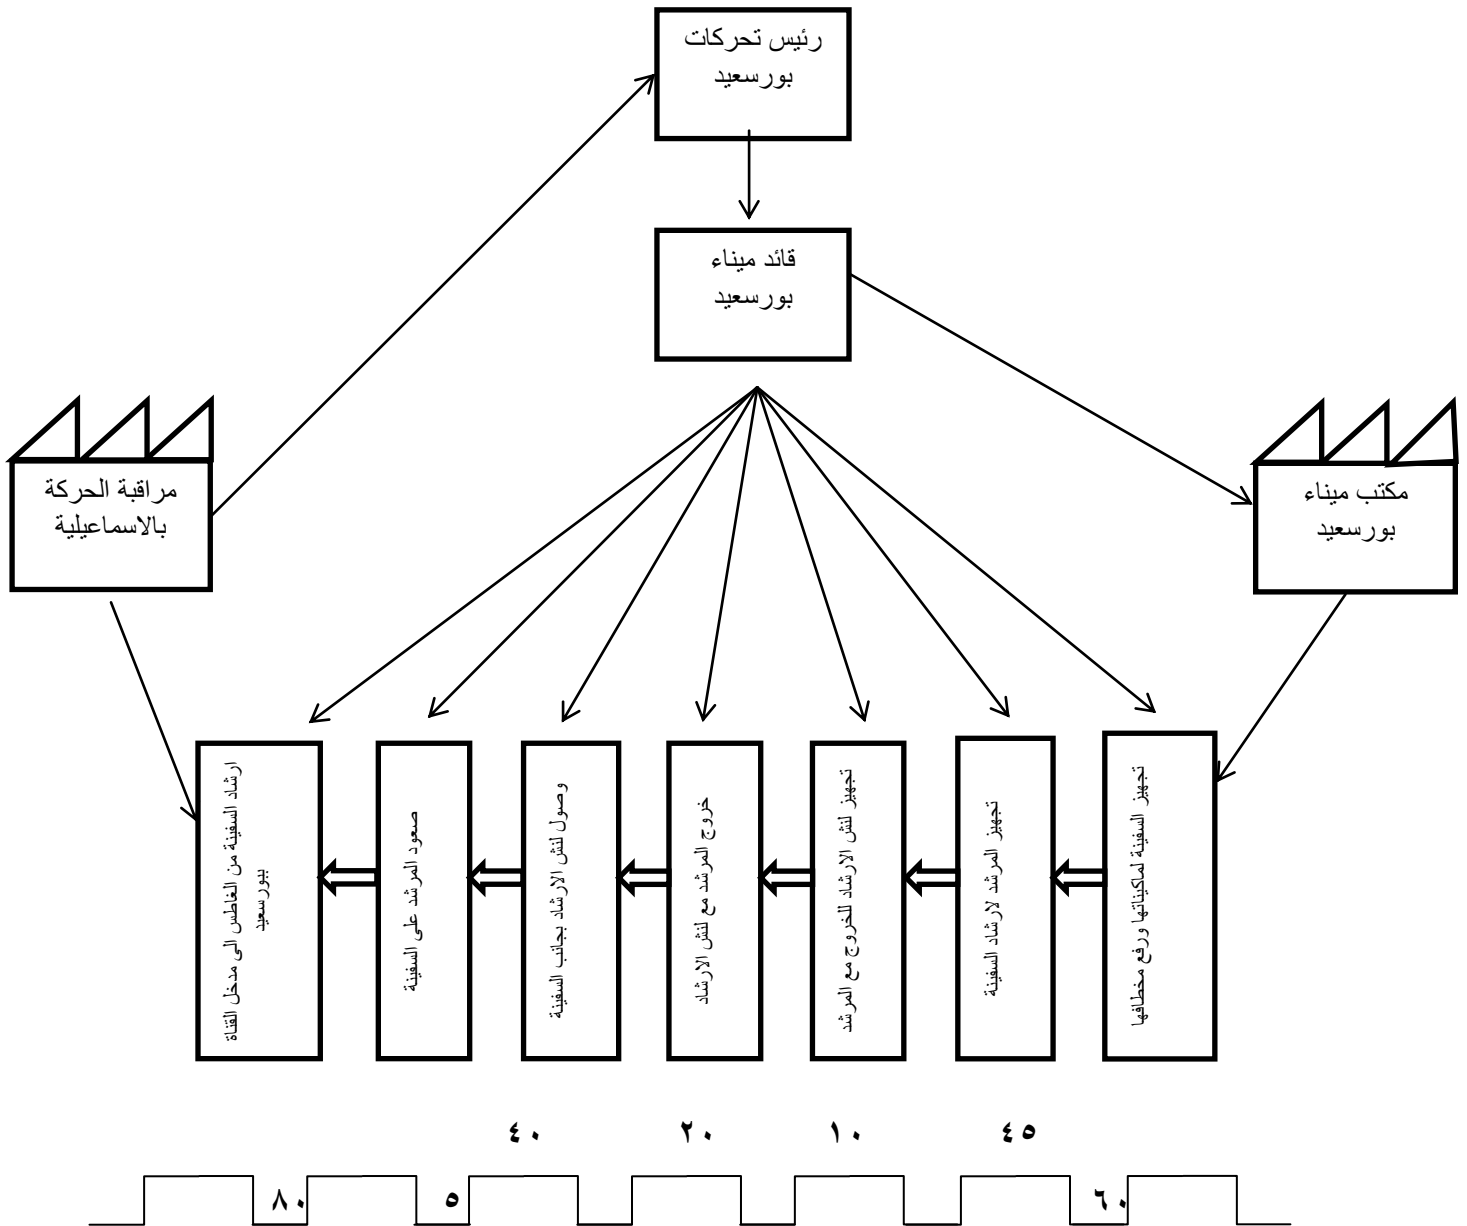 رئيس تحركات
بورسعيد
قائد ميناء
بورسعيد
مراقبة الحركة
بالاسماعيلية
مكتب ميناء
بورسعيد
تجهيز السفينة لماكيناتها ورفع مخطافها
تجهيز المرشد لارشاد السفينة
تجهيز لنش الارشاد للخروج مع المرشد
خروج المرشد مع لنش الارشاد
وصول لنش الارشاد بجانب السفينة
صعود المرشد على السفينة
ارشاد السفينة من الغاطس الى مدخل القناة
ببورسعيد
٤٥
١٠
٢٠
٤٠
٦٠
٥
٨٠